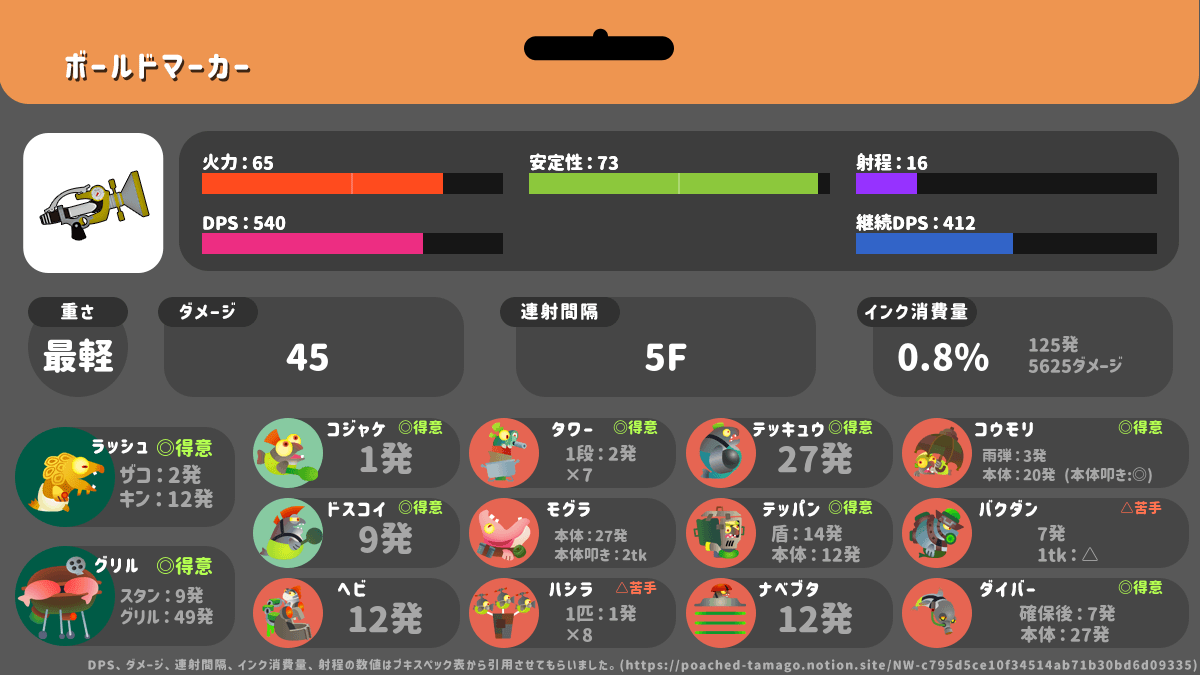 ボールドマーカー
火力：65
安定性：73
射程：16
DPS：540
継続DPS：412
重さ
最軽
ダメージ
45
連射間隔
5F
インク消費量
0.8%
125発
5625ダメージ
ラッシュ ◎得意
ザコ：2発
キン：12発
グリル ◎得意
スタン：9発
グリル：49発
コジャケ ◎得意
1発
タワー ◎得意
1段：2発
×7
テッキュウ ◎得意
27発
コウモリ ◎得意
雨弾：3発
本体：20発 (本体叩き:◎)
ドスコイ ◎得意
9発
モグラ
本体：27発
本体叩き：2tk
テッパン ◎得意
盾：14発
本体：12発
バクダン △苦手
7発
1tk：△
ヘビ
12発
ハシラ △苦手
1匹：1発
×8
ナベブタ
12発
ダイバー ◎得意
確保後：7発
本体：27発
DPS、ダメージ、連射間隔、インク消費量、射程の数値はブキスペック表から引用させてもらいました。(https://poached-tamago.notion.site/NW-c795d5ce10f34514ab71b30bd6d09335)